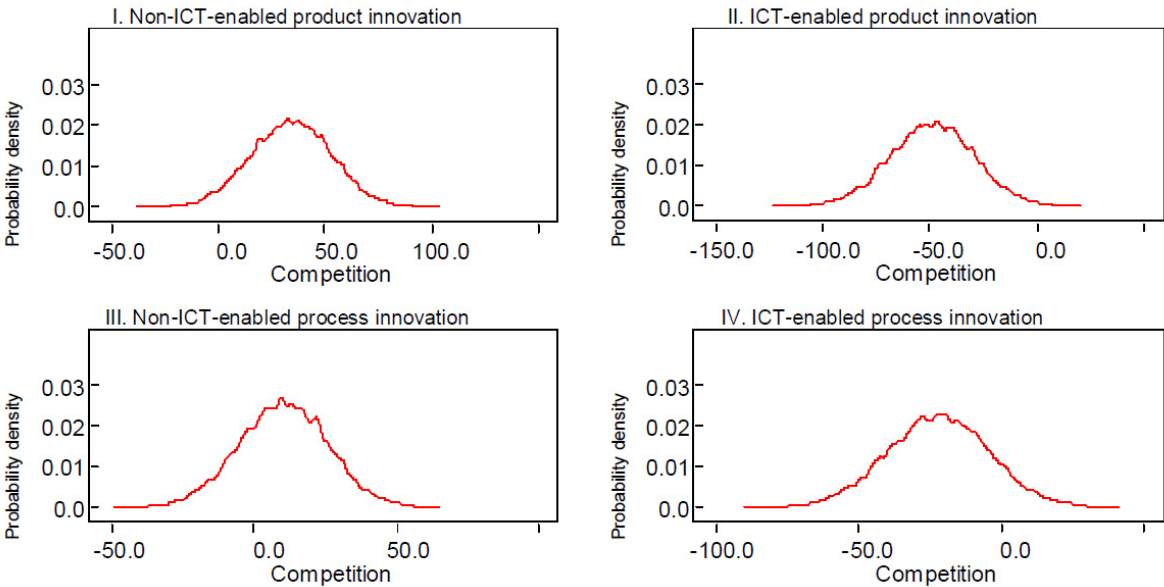 I. Non-ICT-enabled product innovation
Probability density
0.03
0.02
0.01
0.0
-50.0 0.0 50.0 100.0
Competition
II. ICT-enabled product innovation
Probability density
0.03
0.02
0.01
0.0
-150.0 -100.0 -50.0 0.0
Competition
III. Non-ICT-enabled process innovation
Probability density
0.03
0.02
0.01
0.0
-50.0 0.0 50.0
Competition
IV. ICT-enabled process innovation
Probability density
0.03
0.02
0.01
0.0
-100.0 -50.0 0.0
Competition